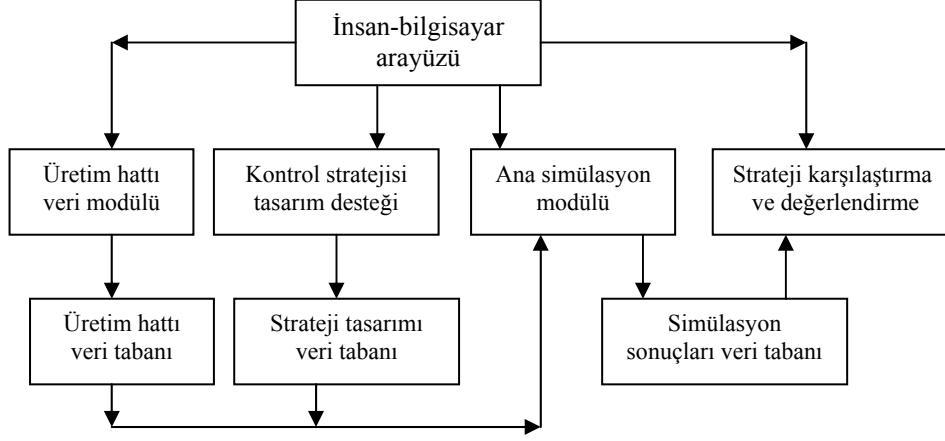 İnsan-bilgisayar
arayüzü
Üretim hattı
veri modülü
Kontrol stratejisi
tasarım desteği
Ana simülasyon
modülü
Strateji karşılaştırma
ve değerlendirme
Üretim hattı
veri tabanı
Strateji tasarımı
veri tabanı
Simülasyon
sonuçları veri tabanı